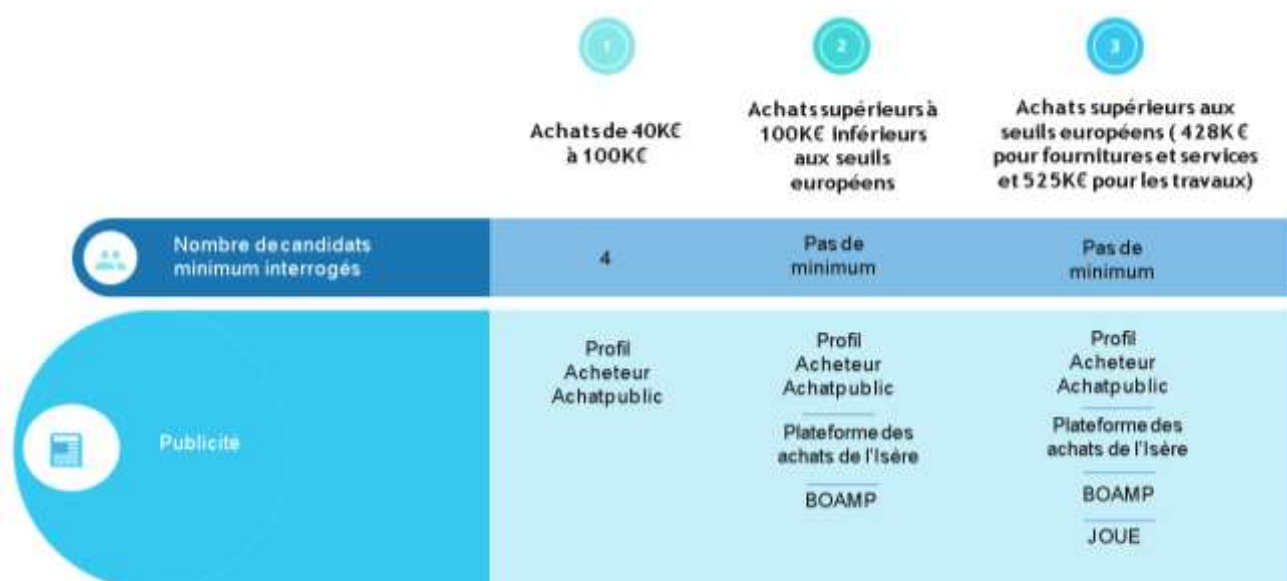 1
2
3
Achats de 40K€
à 100K€
Achats supérieurs à
100K€ inférieurs
aux seuils
européens
Achats supérieurs aux
seuils européens ( 428K €
pour fournitures et services
et 525K€ pour les travaux)
Nombre de candidats
minimum interrogés
4
Pas de
minimum
Pas de
minimum
Publicité
Profil
Acheteur
Achatpublic
Profil
Acheteur
Achatpublic
Plateforme des
achats de l'Isère
BOAMP
Profil
Acheteur
Achatpublic
Plateforme des
achats de l'Isère
BOAMP
JOUE